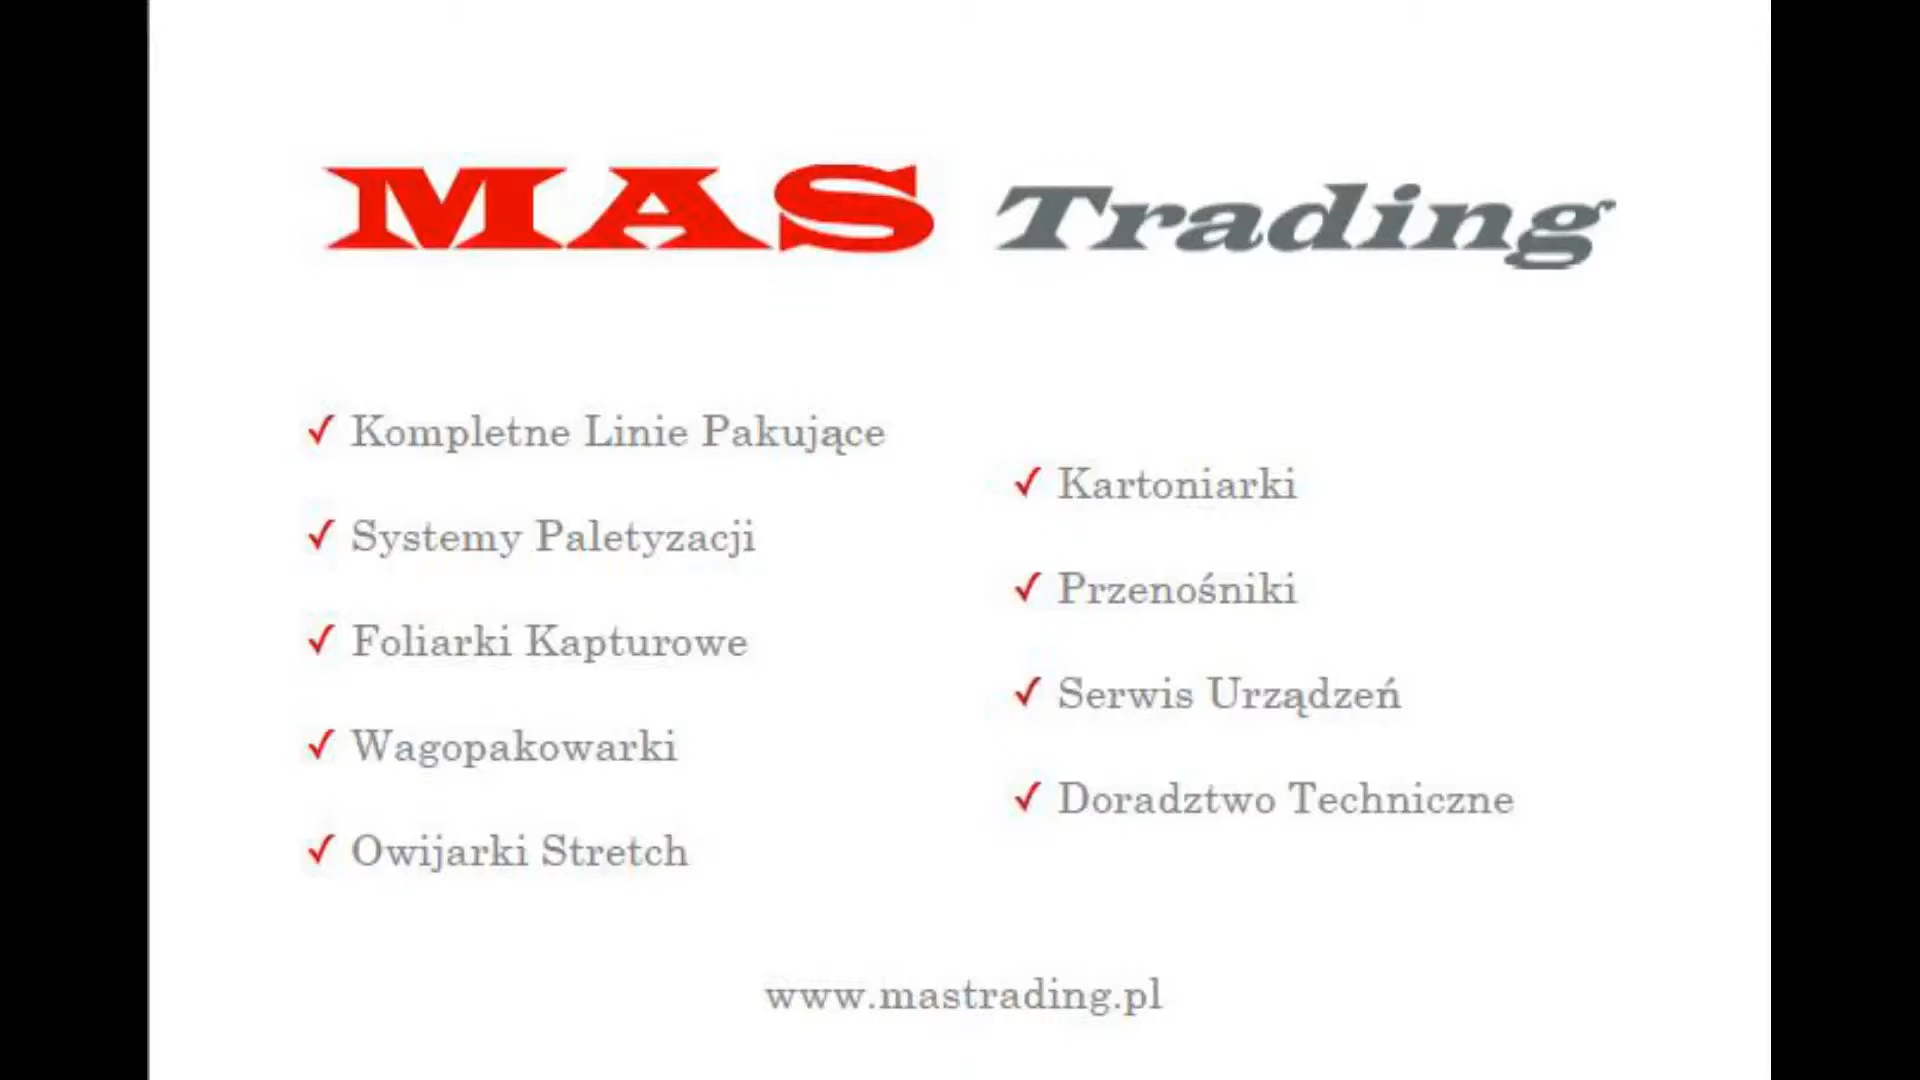 MAS Trading
✓ Kompletne Linie Pakujące
✓ Systemy Paletyzacji
✓ Foliarki Kapturowe
✓ Wagopakowarki
✓ Owijarki Stretch
✓ Kartoniarki
✓ Przenośniki
✓ Serwis Urządzeń
✓ Doradztwo Techniczne
www.mastrading.pl